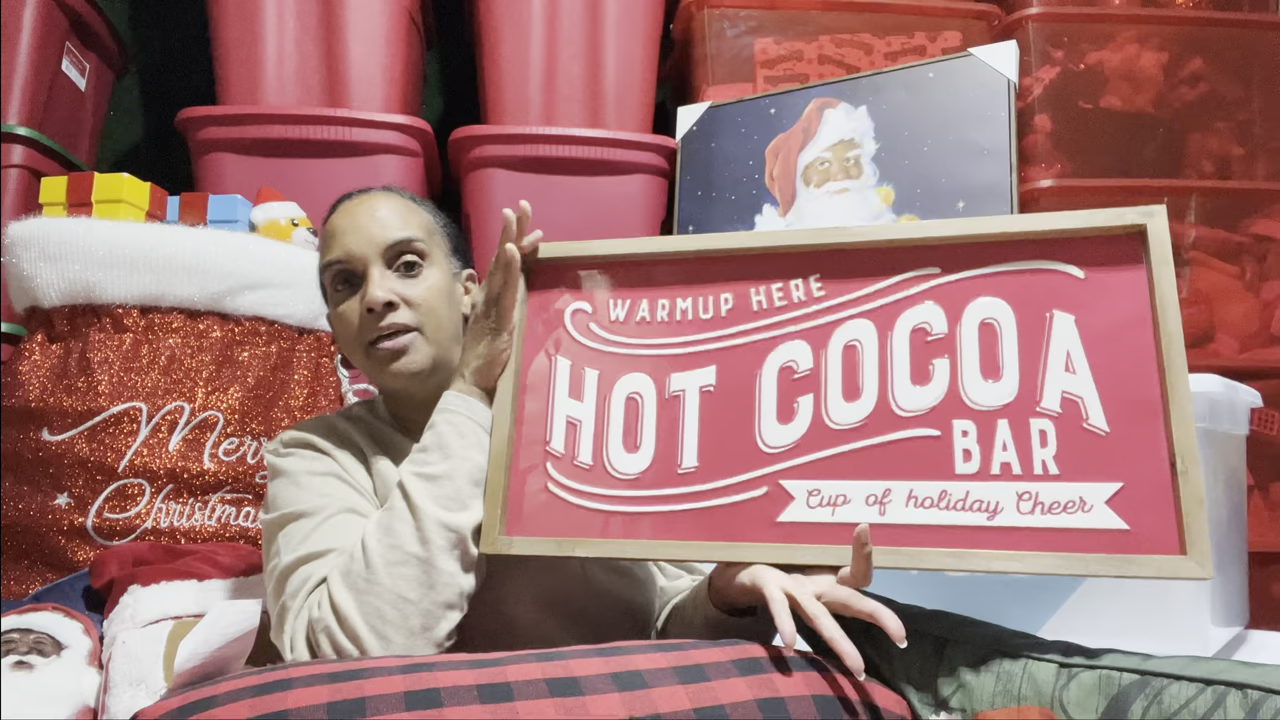 WARMUP HERE
HOT COCOA
BAR
Cup of holiday Cheer
Merry
Christmas